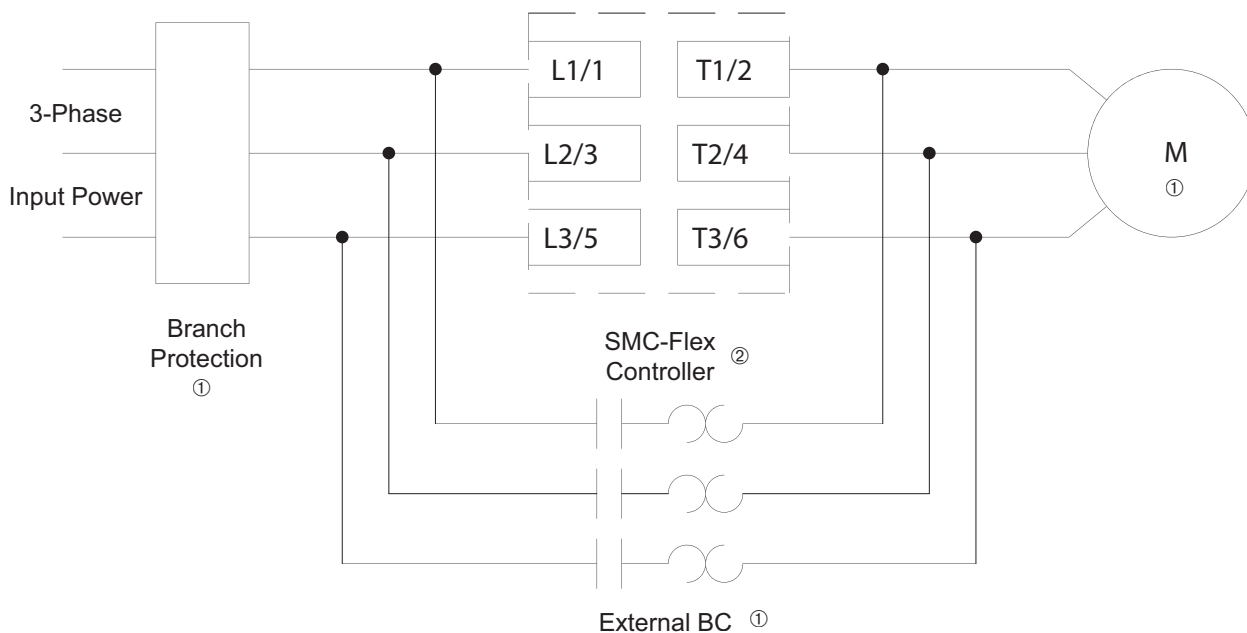 L1/1
T1/2
3-Phase
L2/3
T2/4
M
①
Input Power
L3/5
T3/6
Branch
Protection
①
SMC-Flex
Controller ②
External BC ①